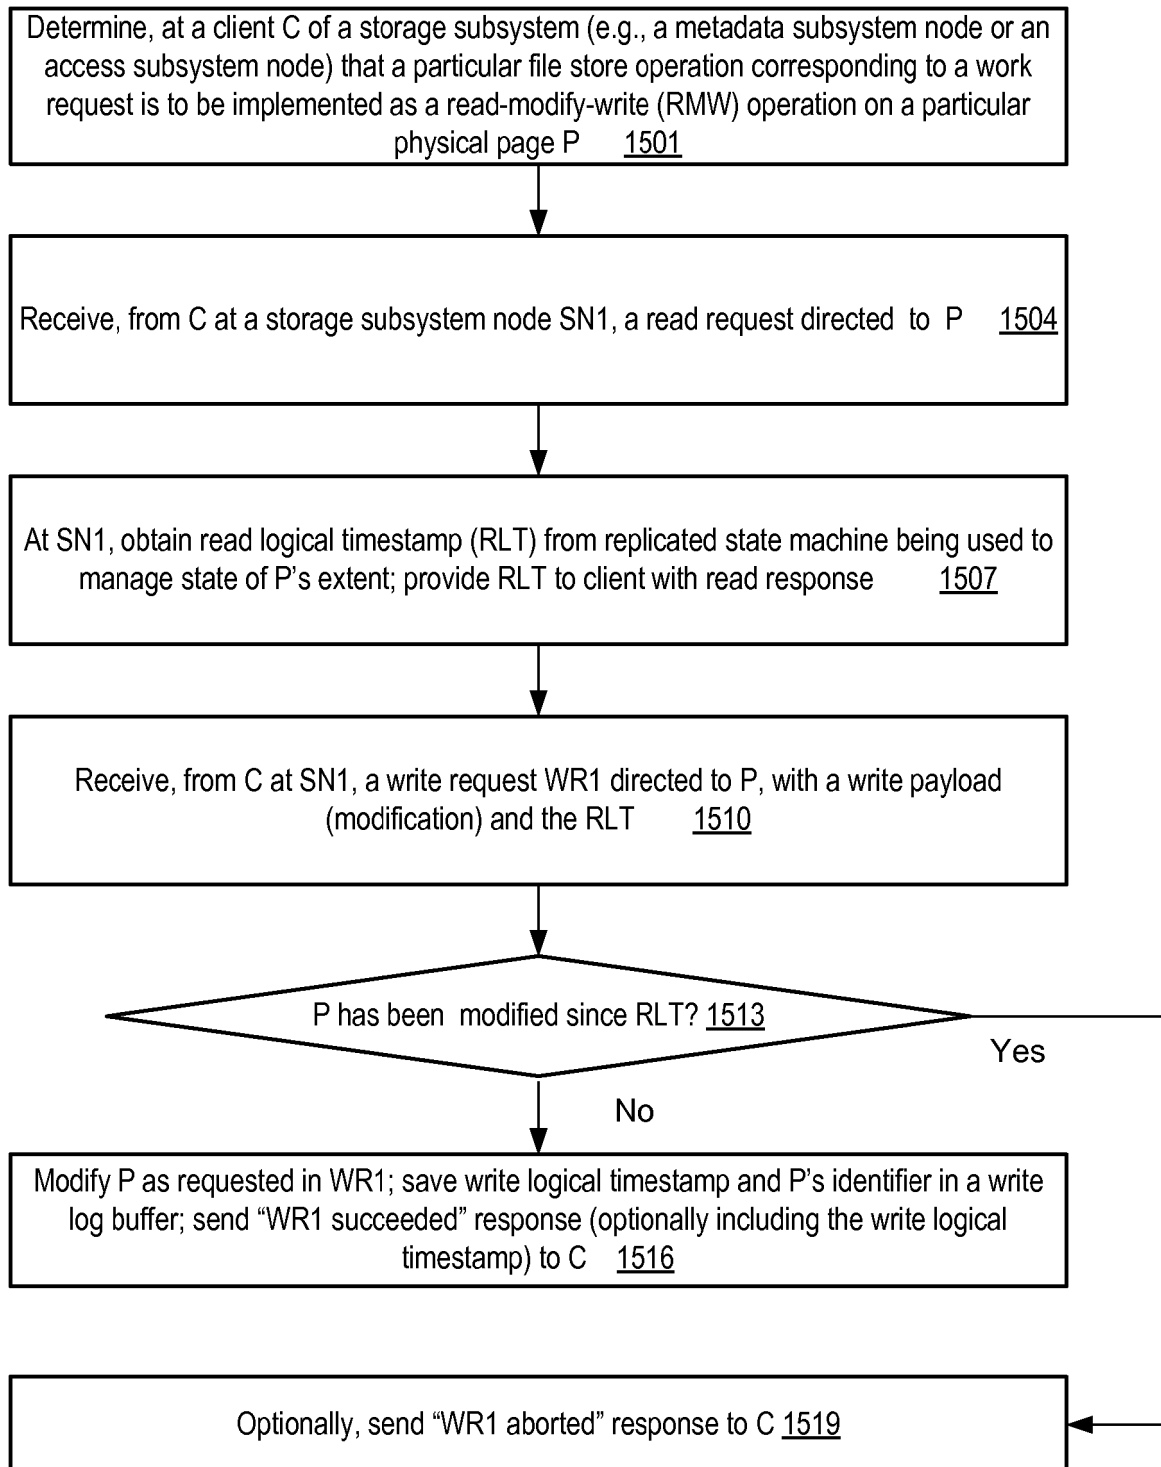 Determine, at a client C of a storage subsystem (e.g., a metadata subsystem node or an
access subsystem node) that a particular file store operation corresponding to a work
request is to be implemented as a read-modify-write (RMW) operation on a particular
physical page P 1501
Receive, from C at a storage subsystem node SN1, a read request directed to P 1504
At SN1, obtain read logical timestamp (RLT) from replicated state machine being used to
manage state of P’s extent; provide RLT to client with read response 1507
Receive, from C at SN1, a write request WR1 directed to P, with a write payload
(modification) and the RLT 1510
P has been modified since RLT? 1513
Yes
No
Modify P as requested in WR1; save write logical timestamp and P’s identifier in a write
log buffer; send “WR1 succeeded” response (optionally including the write logical
timestamp) to C 1516
Optionally, send “WR1 aborted” response to C 1519